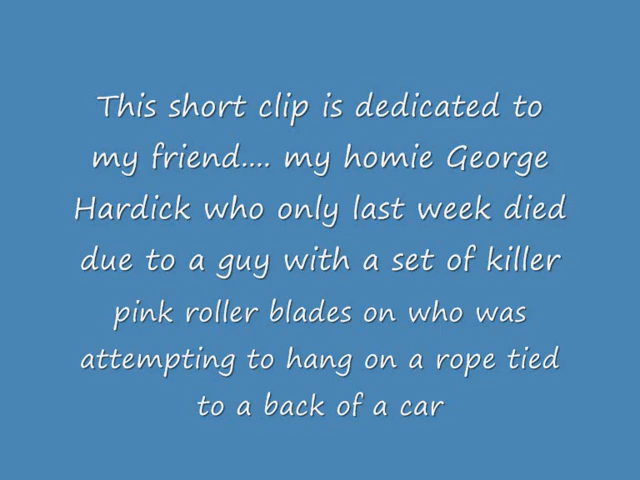 This short clip is dedicated to
my friend.... my homie George
Hardick who only last week died
due to a guy with a set of killer
pink roller blades on who was
attempting to hang on a rope tied
to a back of a car